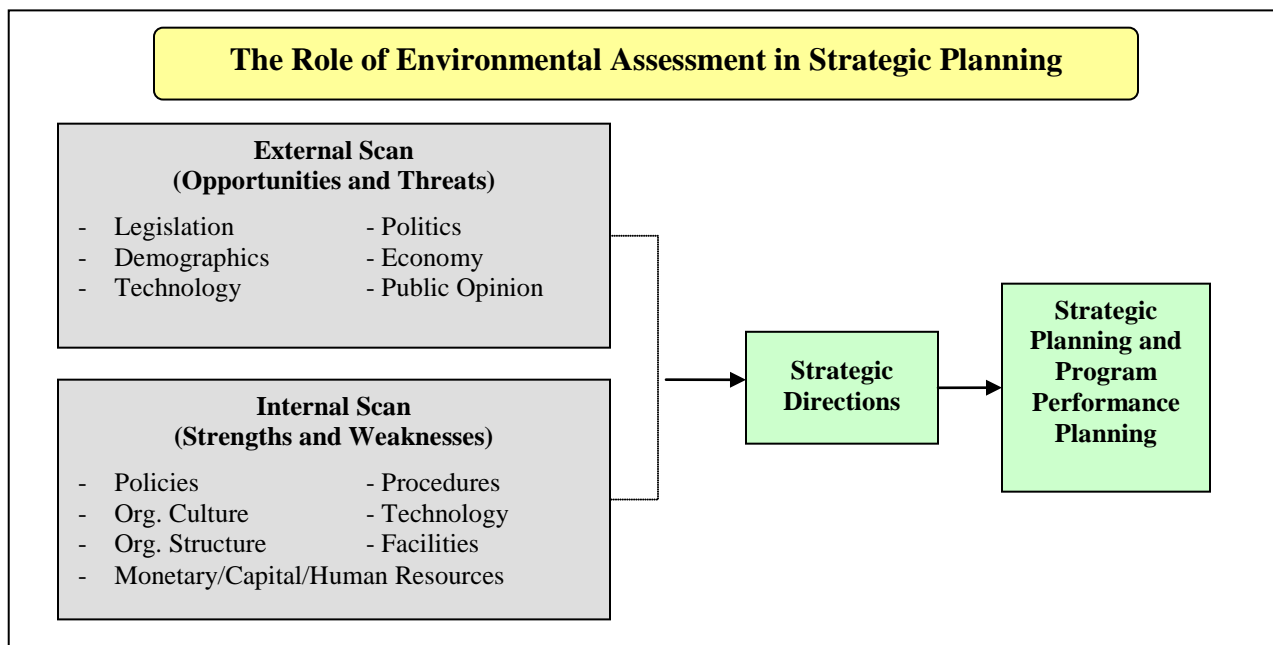 The Role of Environmental Assessment in Strategic Planning
External Scan
(Opportunities and Threats)
- Legislation - Politics
- Demographics - Economy
- Technology - Public Opinion
Internal Scan
(Strengths and Weaknesses)
- Policies - Procedures
- Org. Culture - Technology
- Org. Structure - Facilities
- Monetary/Capital/Human Resources
Strategic
Directions
Strategic
Planning and
Program
Performance
Planning